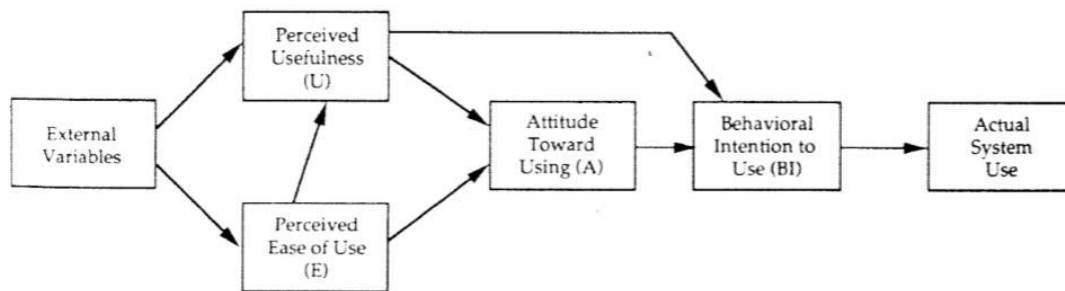 External
Variables
Perceived
Usefulness
(U)
Perceived
Ease of Use
(E)
Attitude
Toward
Using (A)
Behavioral
Intention to
Use (BI)
Actual
System
Use